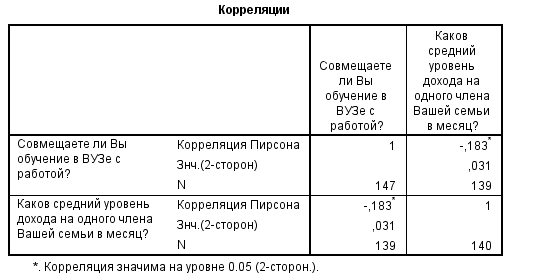 Корреляции
Совмещаете ли Вы обучение в ВУЗе с работой?
Каков средний уровень дохода на одного члена Вашей семьи в месяц?
Совмещаете ли Вы обучение в ВУЗе с работой? Корреляция Пирсона 1 -,183*
Знч.(2-сторон) ,031
N 147 139
Каков средний уровень дохода на одного члена Вашей семьи в месяц? Корреляция Пирсона -,183* 1
Знч.(2-сторон) ,031
N 139 140
*. Корреляция значима на уровне 0.05 (2-сторон.).